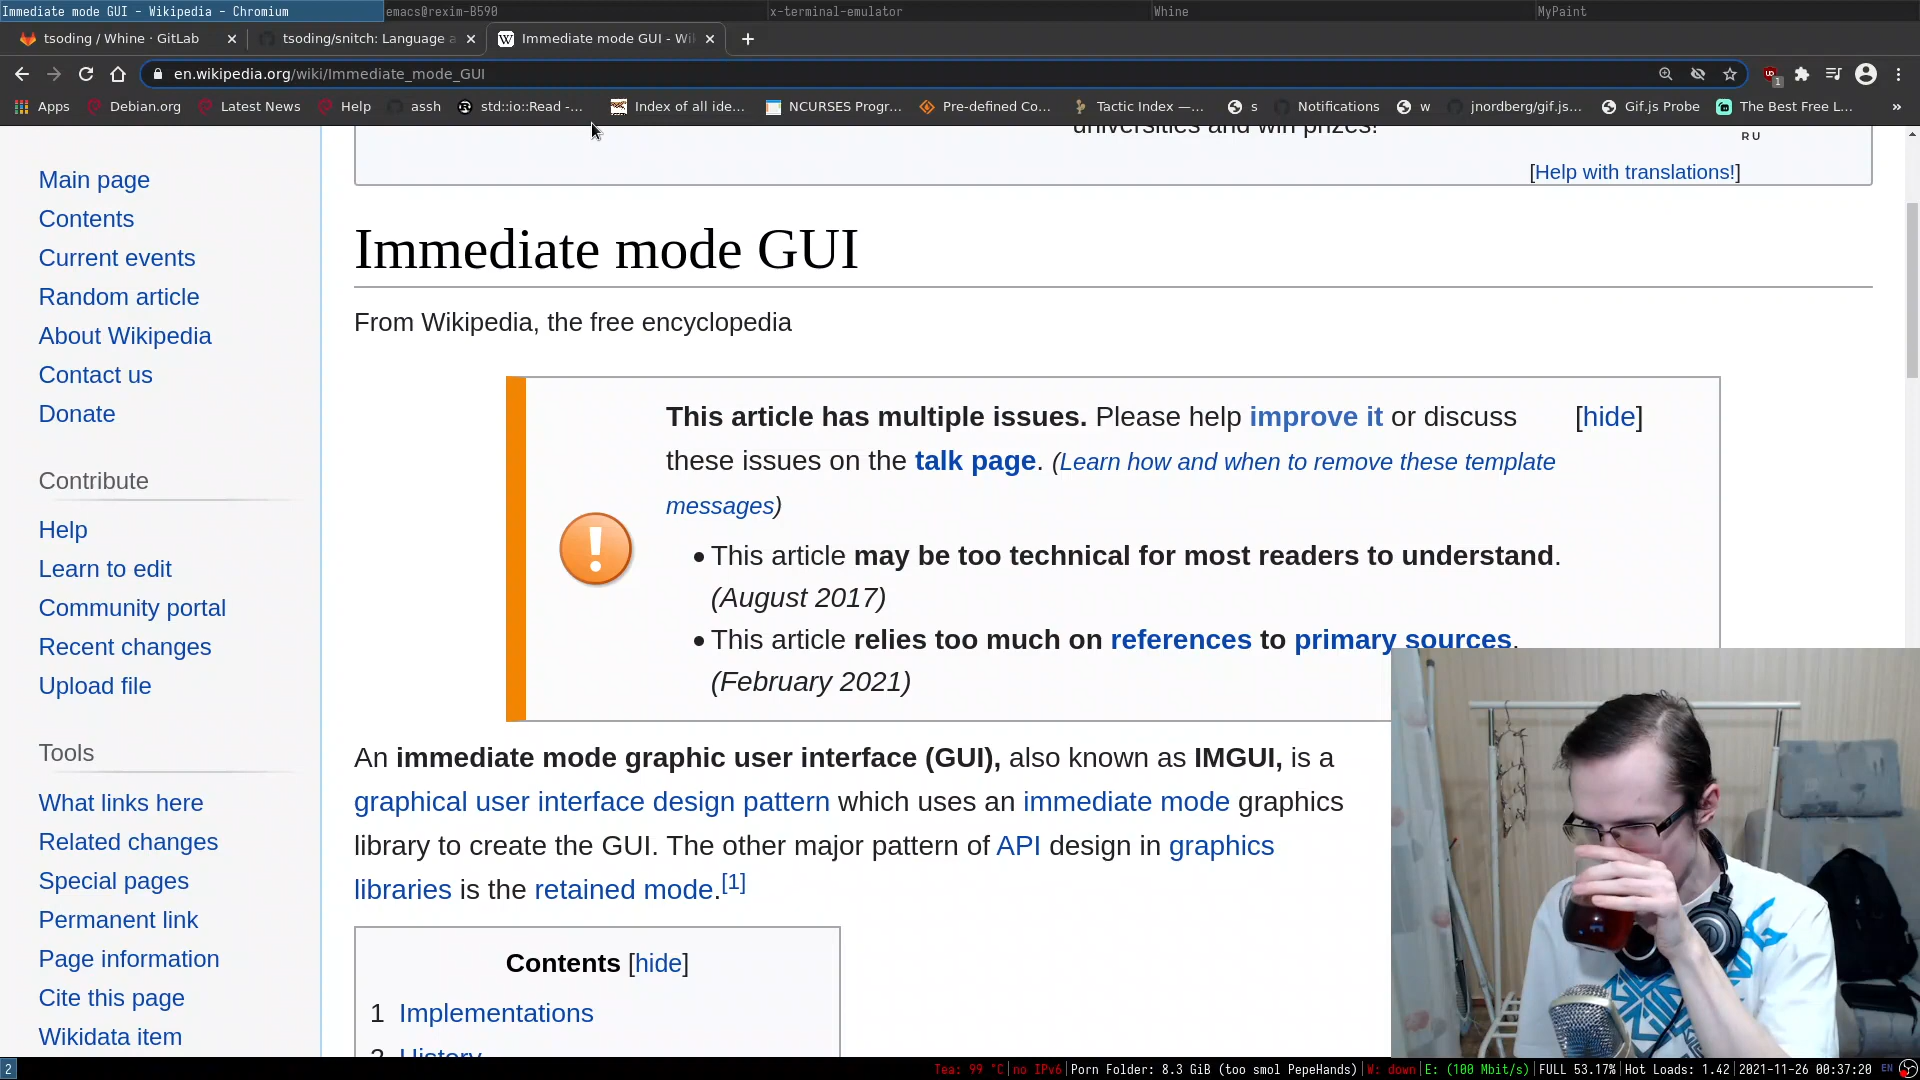 Immediate mode GUI - Wikipedia - Chromium
emacs@rexim-B590
x-terminal-emulator
Whine
MyPaint
tsoding / Whine · GitLab
tsoding/snitch: Language a
Immediate mode GUI - Wi
en.wikipedia.org/wiki/Immediate_mode_GUI
Apps
Debian.org
Latest News
Help
assh
std::io::Read -...
Index of all ide...
NCURSES Progr...
Pre-defined Co...
Tactic Index —...
s
Notifications
w
jnordberg/gif.js...
Gif.js Probe
The Best Free L...
»
universities and win prizes!
RU
[Help with translations!]
Main page
Contents
Current events
Random article
About Wikipedia
Contact us
Donate
Contribute
Help
Learn to edit
Community portal
Recent changes
Upload file
Tools
What links here
Related changes
Special pages
Permanent link
Page information
Cite this page
Wikidata item
Immediate mode GUI
From Wikipedia, the free encyclopedia
This article has multiple issues. Please help improve it or discuss [hide]
these issues on the talk page. (Learn how and when to remove these template
messages)
• This article may be too technical for most readers to understand.
(August 2017)
• This article relies too much on references to primary sources.
(February 2021)
An immediate mode graphic user interface (GUI), also known as IMGUI, is a
graphical user interface design pattern which uses an immediate mode graphics
library to create the GUI. The other major pattern of API design in graphics
libraries is the retained mode.[1]
Contents [hide]
1 Implementations
2 History
2
Tea: 99 °C|no IPv6|Porn Folder: 8.3 GiB (too smol PepeHands)|W: down|E: (100 Mbit/s)|FULL 53.17%|Hot Loads: 1.42|2021-11-26 00:37:20
EN